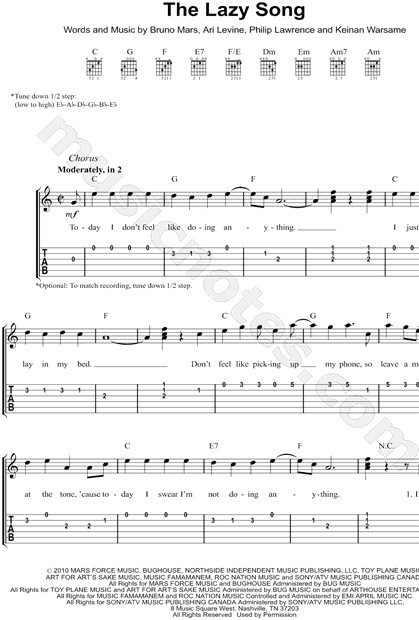 The Lazy Song
Words and Music by Bruno Mars, Ari Levine, Philip Lawrence and Keinan Warsame
C G F E7 F/E Dm Em Am7 Am
*Tune down 1/2 step:
(low to high) E♭–A♭–D♭–G♭–B♭–E♭
Chorus
Moderately, in 2
C G F
mf
To - day I don't feel like do - ing an - y - thing. I just
*Optional: To match recording, tune down 1/2 step.
musicnotes.com
G F C G F
lay in my bed. Don't feel like pick - ing up my phone, so leave a m
C G F C E7 F N.C.
at the tone, 'cause to - day I swear I'm not do - ing an - y - thing. 1. I
© 2010 MARS FORCE MUSIC, BUGHOUSE, NORTHSIDE INDEPENDENT MUSIC PUBLISHING, LLC, TOY PLANE MUSI
ART FOR ART'S SAKE MUSIC, MUSIC FAMAMANEM, ROC NATION MUSIC and SONY/ATV MUSIC PUBLISHING CANAD
All Rights for MARS FORCE MUSIC and BUGHOUSE Administered by BUG MUSIC
All Rights for TOY PLANE MUSIC and ART FOR ART'S SAKE MUSIC Administered by BUG MUSIC on behalf of ARTHOUSE ENTERT
All Rights for MUSIC FAMAMANEM and ROC NATION MUSIC Controlled and Administered by EMI APRIL MUSIC INC.
All Rights for SONY/ATV MUSIC PUBLISHING CANADA Administered by SONY/ATV MUSIC PUBLISHING LLC,
8 Music Square West, Nashville, TN 37203
All Rights Reserved Used by Permission